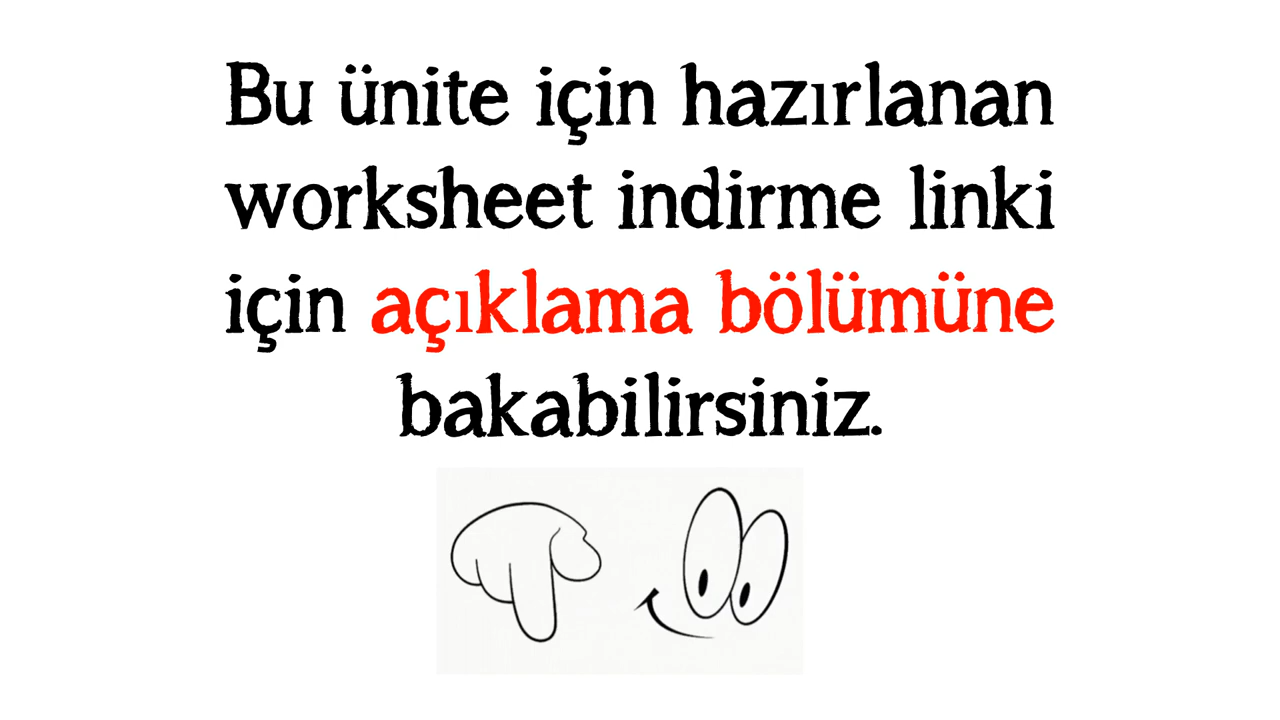 Bu ünite için hazırlanan
worksheet indirme linki
için açıklama bölümüne
bakabilirsiniz.